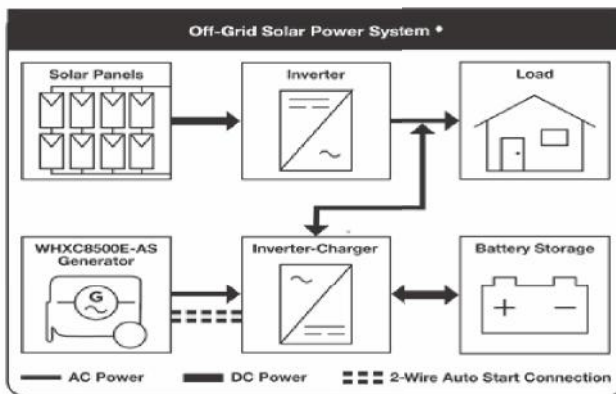 Off-Grid Solar Power System *
Solar Panels
Inverter
Load
WHXC8500E-AS
Generator
G
Inverter-Charger
Battery Storage
+ −
AC Power
DC Power
2-Wire Auto Start Connection